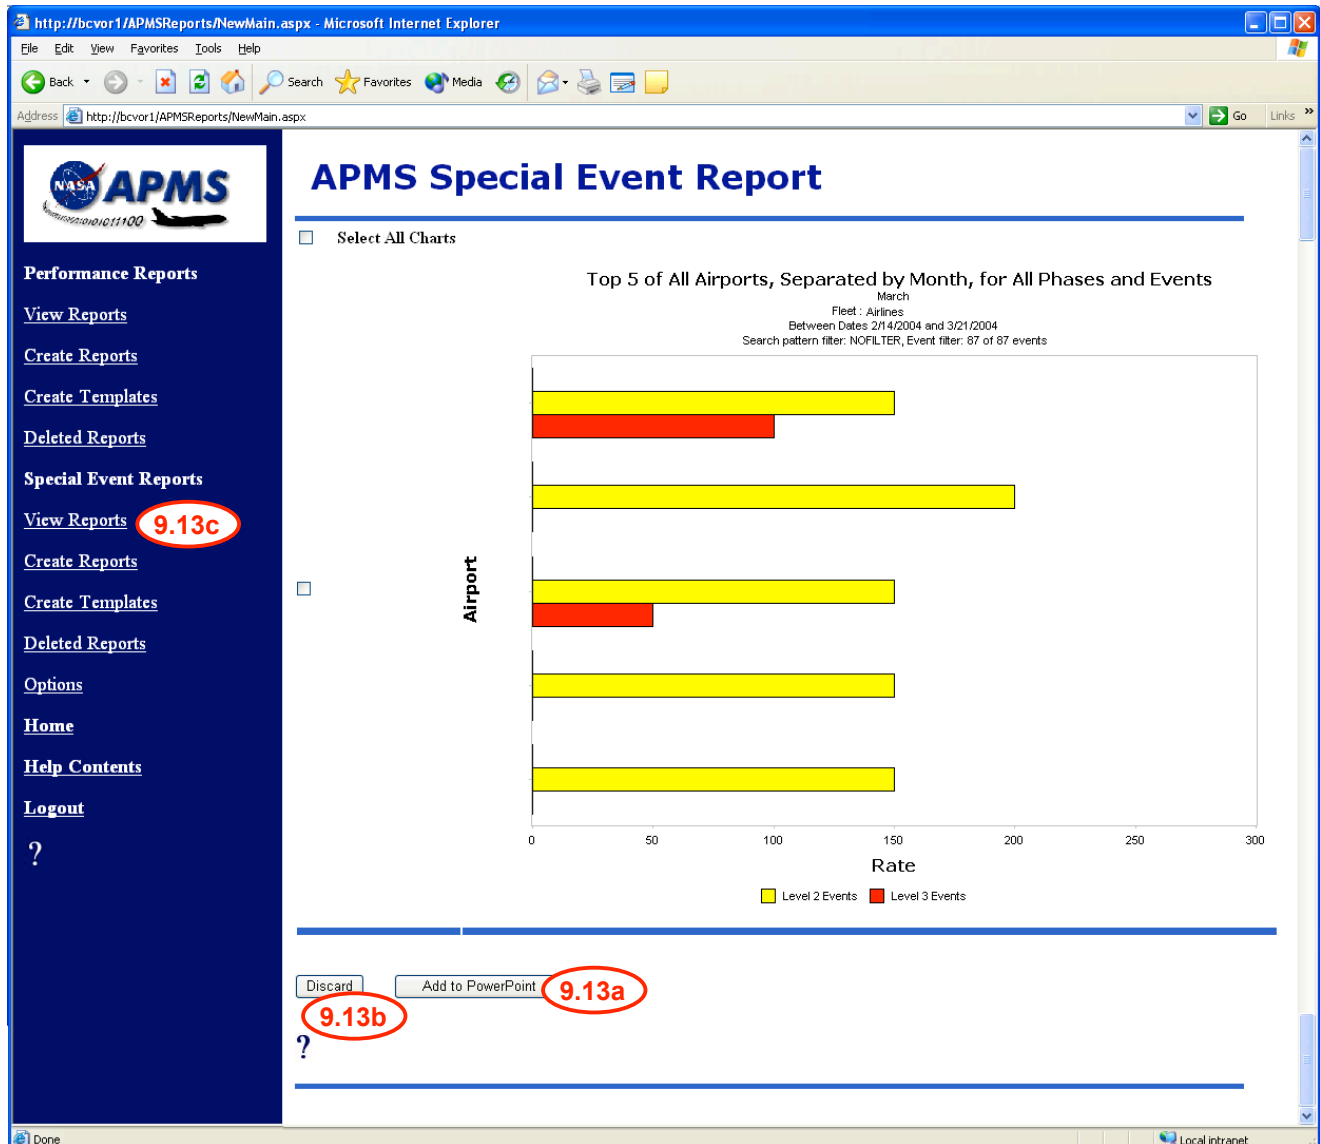 http://bcvor1/APMSReports/NewMain.aspx - Microsoft Internet Explorer
File Edit View Favorites Tools Help
Back Search Favorites Media
Address http://bcvor1/APMSReports/NewMain.aspx Go Links »
NASA APMS
Performance Reports
View Reports
Create Reports
Create Templates
Deleted Reports
Special Event Reports
View Reports 9.13c
Create Reports
Create Templates
Deleted Reports
Options
Home
Help Contents
Logout
?
APMS Special Event Report
Select All Charts
Top 5 of All Airports, Separated by Month, for All Phases and Events
March
Fleet : Airlines
Between Dates 2/14/2004 and 3/21/2004
Search pattern filter: NOFILTER, Event filter: 87 of 87 events
Airport
0 50 100 150 200 250 300
Rate
Level 2 Events Level 3 Events
Discard Add to PowerPoint 9.13a
9.13b
?
Done Local intranet